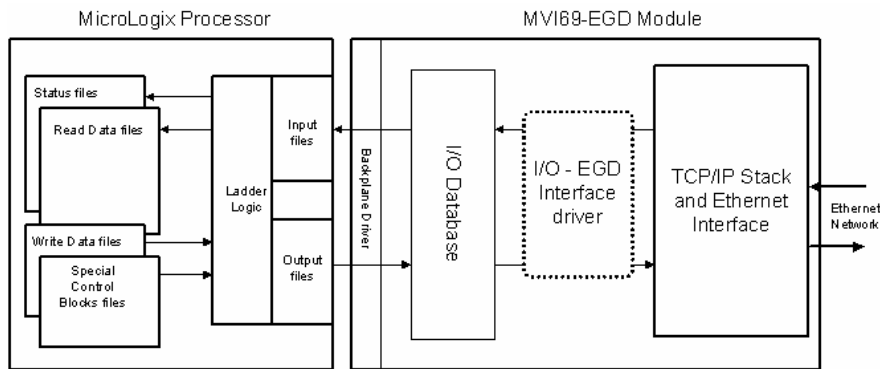 MicroLogix Processor
MVI69-EGD Module
Status files
Read Data files
Write Data files
Special
Control
Blocks files
Ladder
Logic
Input
files
Output
files
Backplane Driver
I/O Database
I/O - EGD
Interface
driver
TCP/IP Stack
and Ethernet
Interface
Ethernet
Network